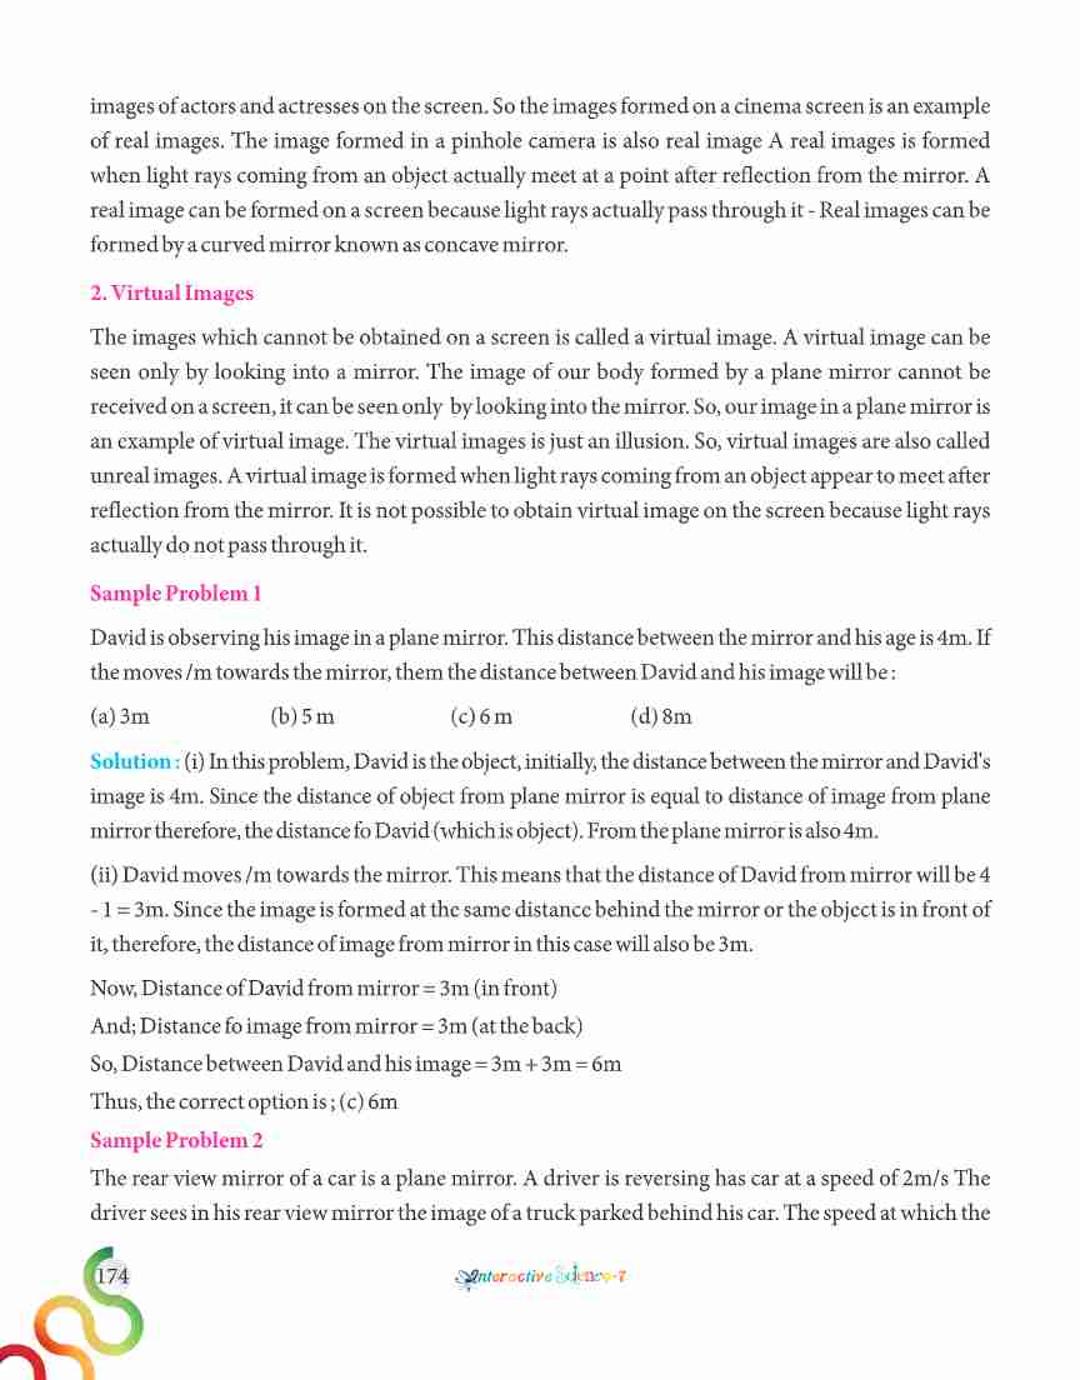 images of actors and actresses on the screen. So the images formed on a cinema screen is an example
of real images. The image formed in a pinhole camera is also real image A real images is formed
when light rays coming from an object actually meet at a point after reflection from the mirror. A
real image can be formed on a screen because light rays actually pass through it - Real images can be
formed by a curved mirror known as concave mirror.
2. Virtual Images
The images which cannot be obtained on a screen is called a virtual image. A virtual image can be
seen only by looking into a mirror. The image of our body formed by a plane mirror cannot be
received on a screen, it can be seen only by looking into the mirror. So, our image in a plane mirror is
an example of virtual image. The virtual images is just an illusion. So, virtual images are also called
unreal images. A virtual image is formed when light rays coming from an object appear to meet after
reflection from the mirror. It is not possible to obtain virtual image on the screen because light rays
actually do not pass through it.
Sample Problem 1
David is observing his image in a plane mirror. This distance between the mirror and his age is 4m. If
the moves /m towards the mirror, them the distance between David and his image will be :
(a) 3m (b) 5 m (c) 6 m (d) 8m
Solution : (i) In this problem, David is the object, initially, the distance between the mirror and David's
image is 4m. Since the distance of object from plane mirror is equal to distance of image from plane
mirror therefore, the distance fo David (which is object). From the plane mirror is also 4m.
(ii) David moves /m towards the mirror. This means that the distance of David from mirror will be 4
- 1 = 3m. Since the image is formed at the same distance behind the mirror or the object is in front of
it, therefore, the distance of image from mirror in this case will also be 3m.
Now, Distance of David from mirror = 3m (in front)
And; Distance fo image from mirror = 3m (at the back)
So, Distance between David and his image = 3m + 3m = 6m
Thus, the correct option is ; (c) 6m
Sample Problem 2
The rear view mirror of a car is a plane mirror. A driver is reversing has car at a speed of 2m/s The
driver sees in his rear view mirror the image of a truck parked behind his car. The speed at which the
174
Interactive Science-7